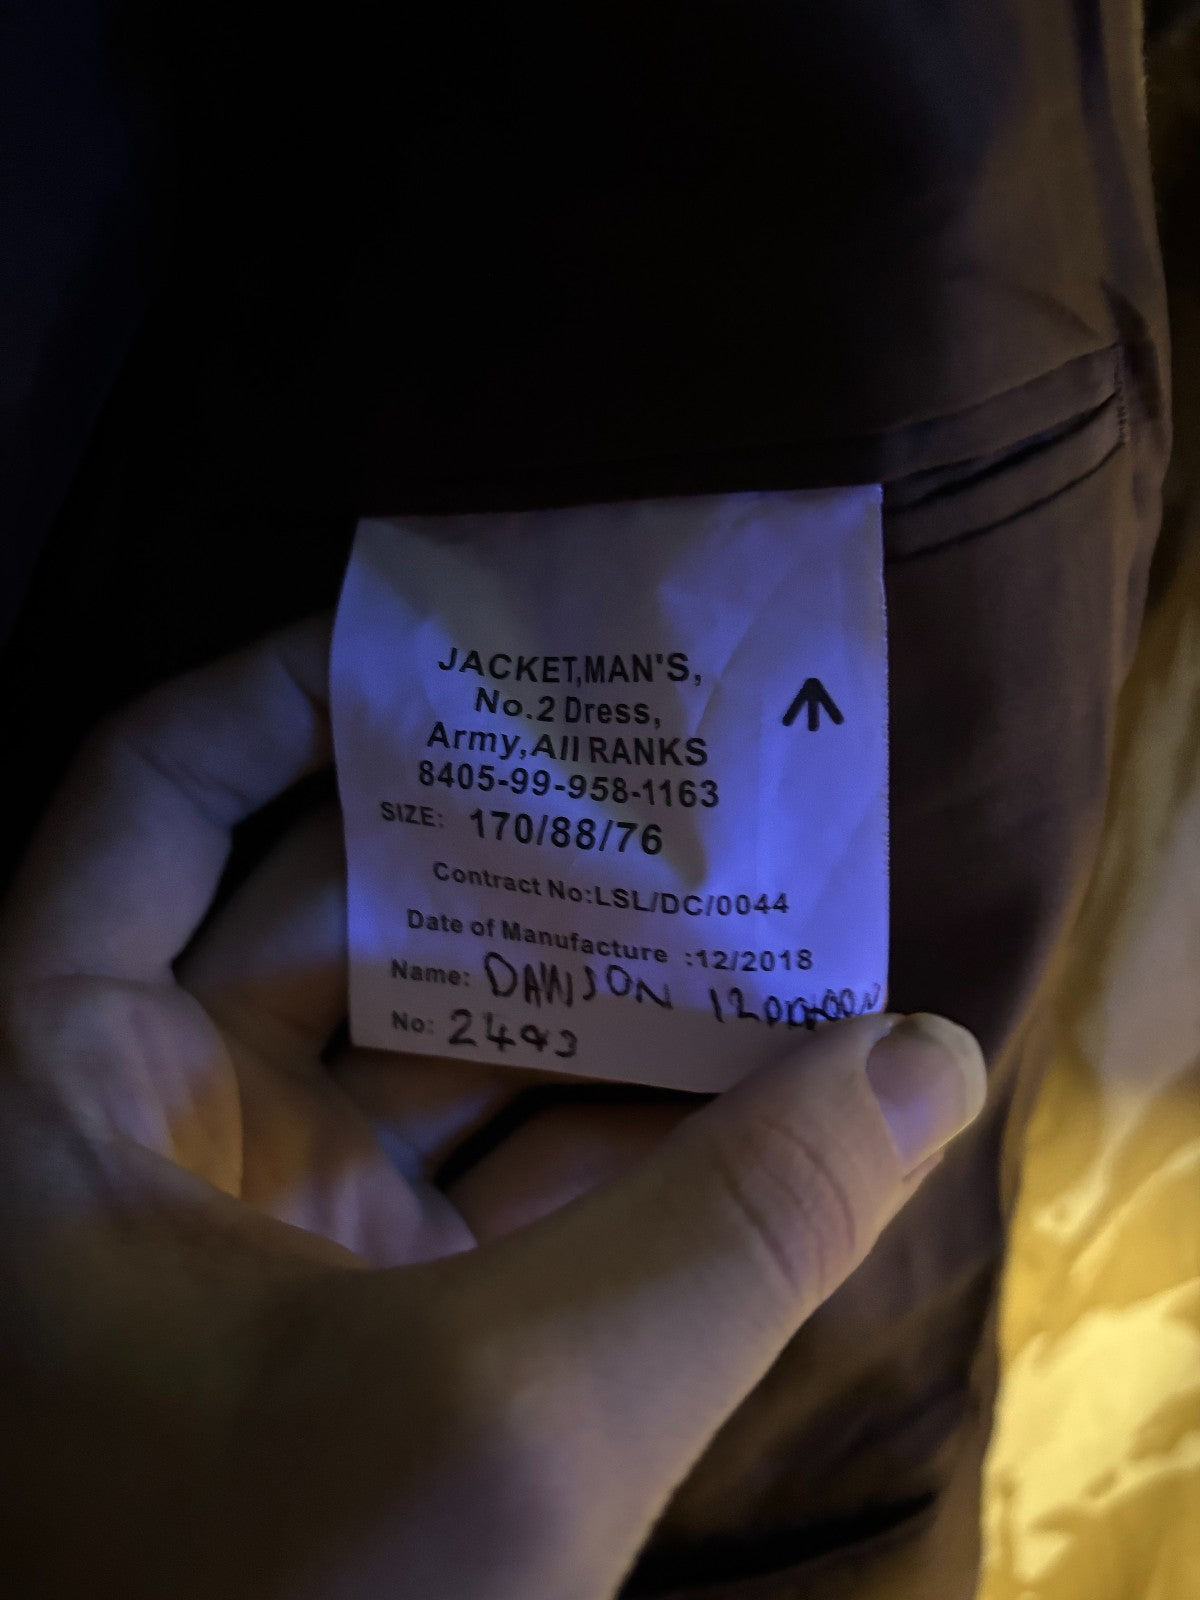 JACKET,MAN'S,
No.2 Dress,
Army,All RANKS
8405-99-958-1163
SIZE: 170/88/76
Contract No:LSL/DC/0044
Date of Manufacture :12/2018
Name: DAWSON
No: 2493